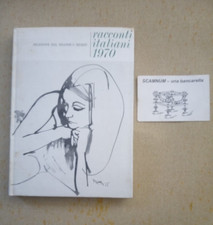 racconti
italiani
1970
SCAMNUM - una bancarella